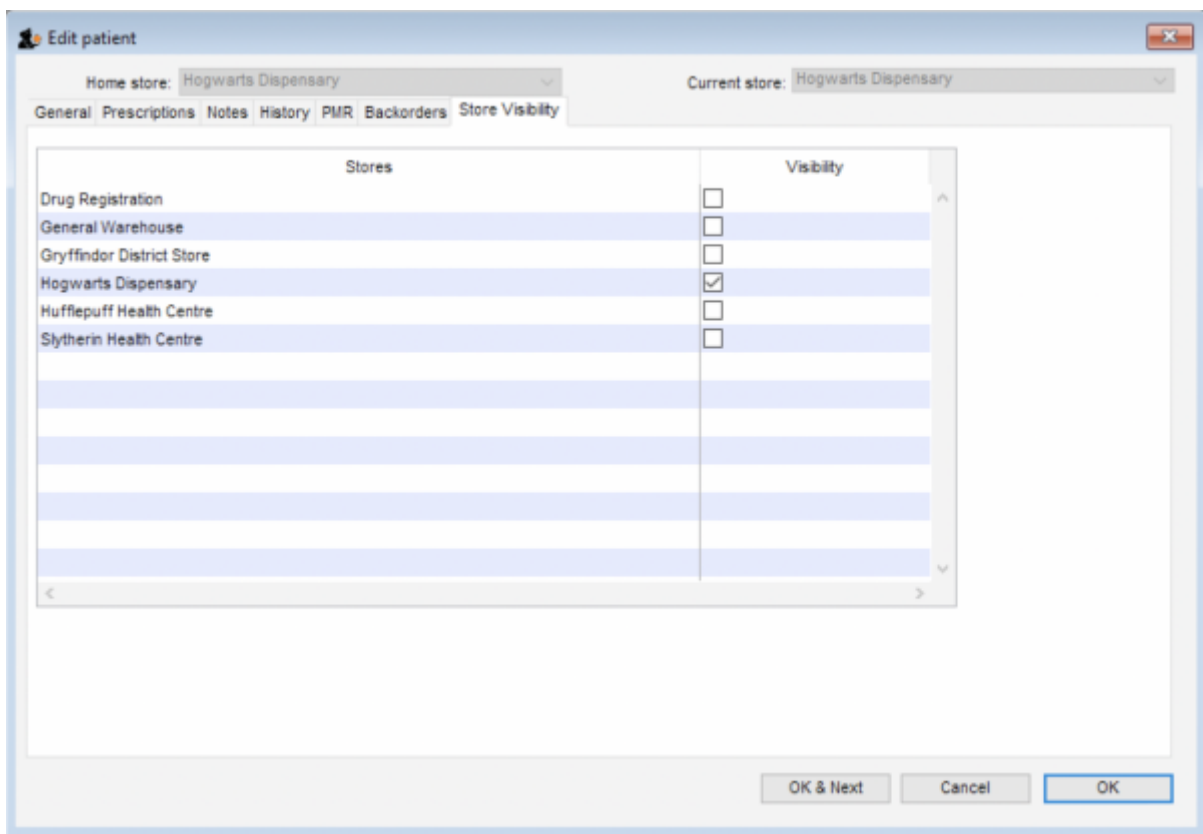 Edit patient
Home store: Hogwarts Dispensary Current store: Hogwarts Dispensary
General Prescriptions Notes History PMR Backorders Store Visibility
Stores Visibility
Drug Registration
General Warehouse
Gryffindor District Store
Hogwarts Dispensary
Hufflepuff Health Centre
Slytherin Health Centre
OK & Next Cancel OK